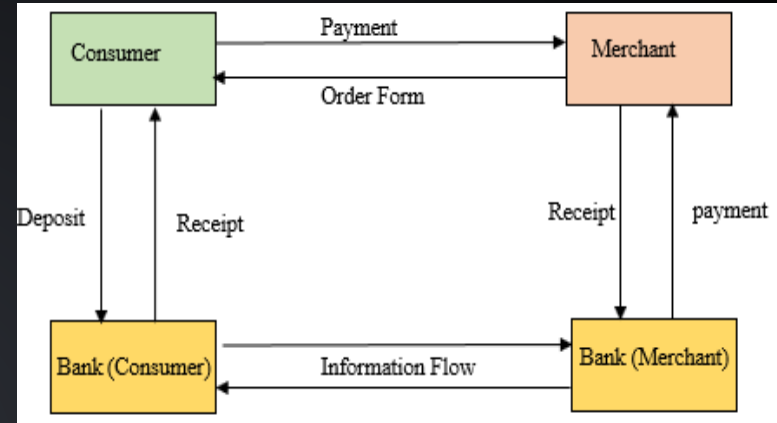 Payment
Consumer
Merchant
Order Form
Deposit
Receipt
Receipt
payment
Bank (Consumer)
Information Flow
Bank (Merchant)